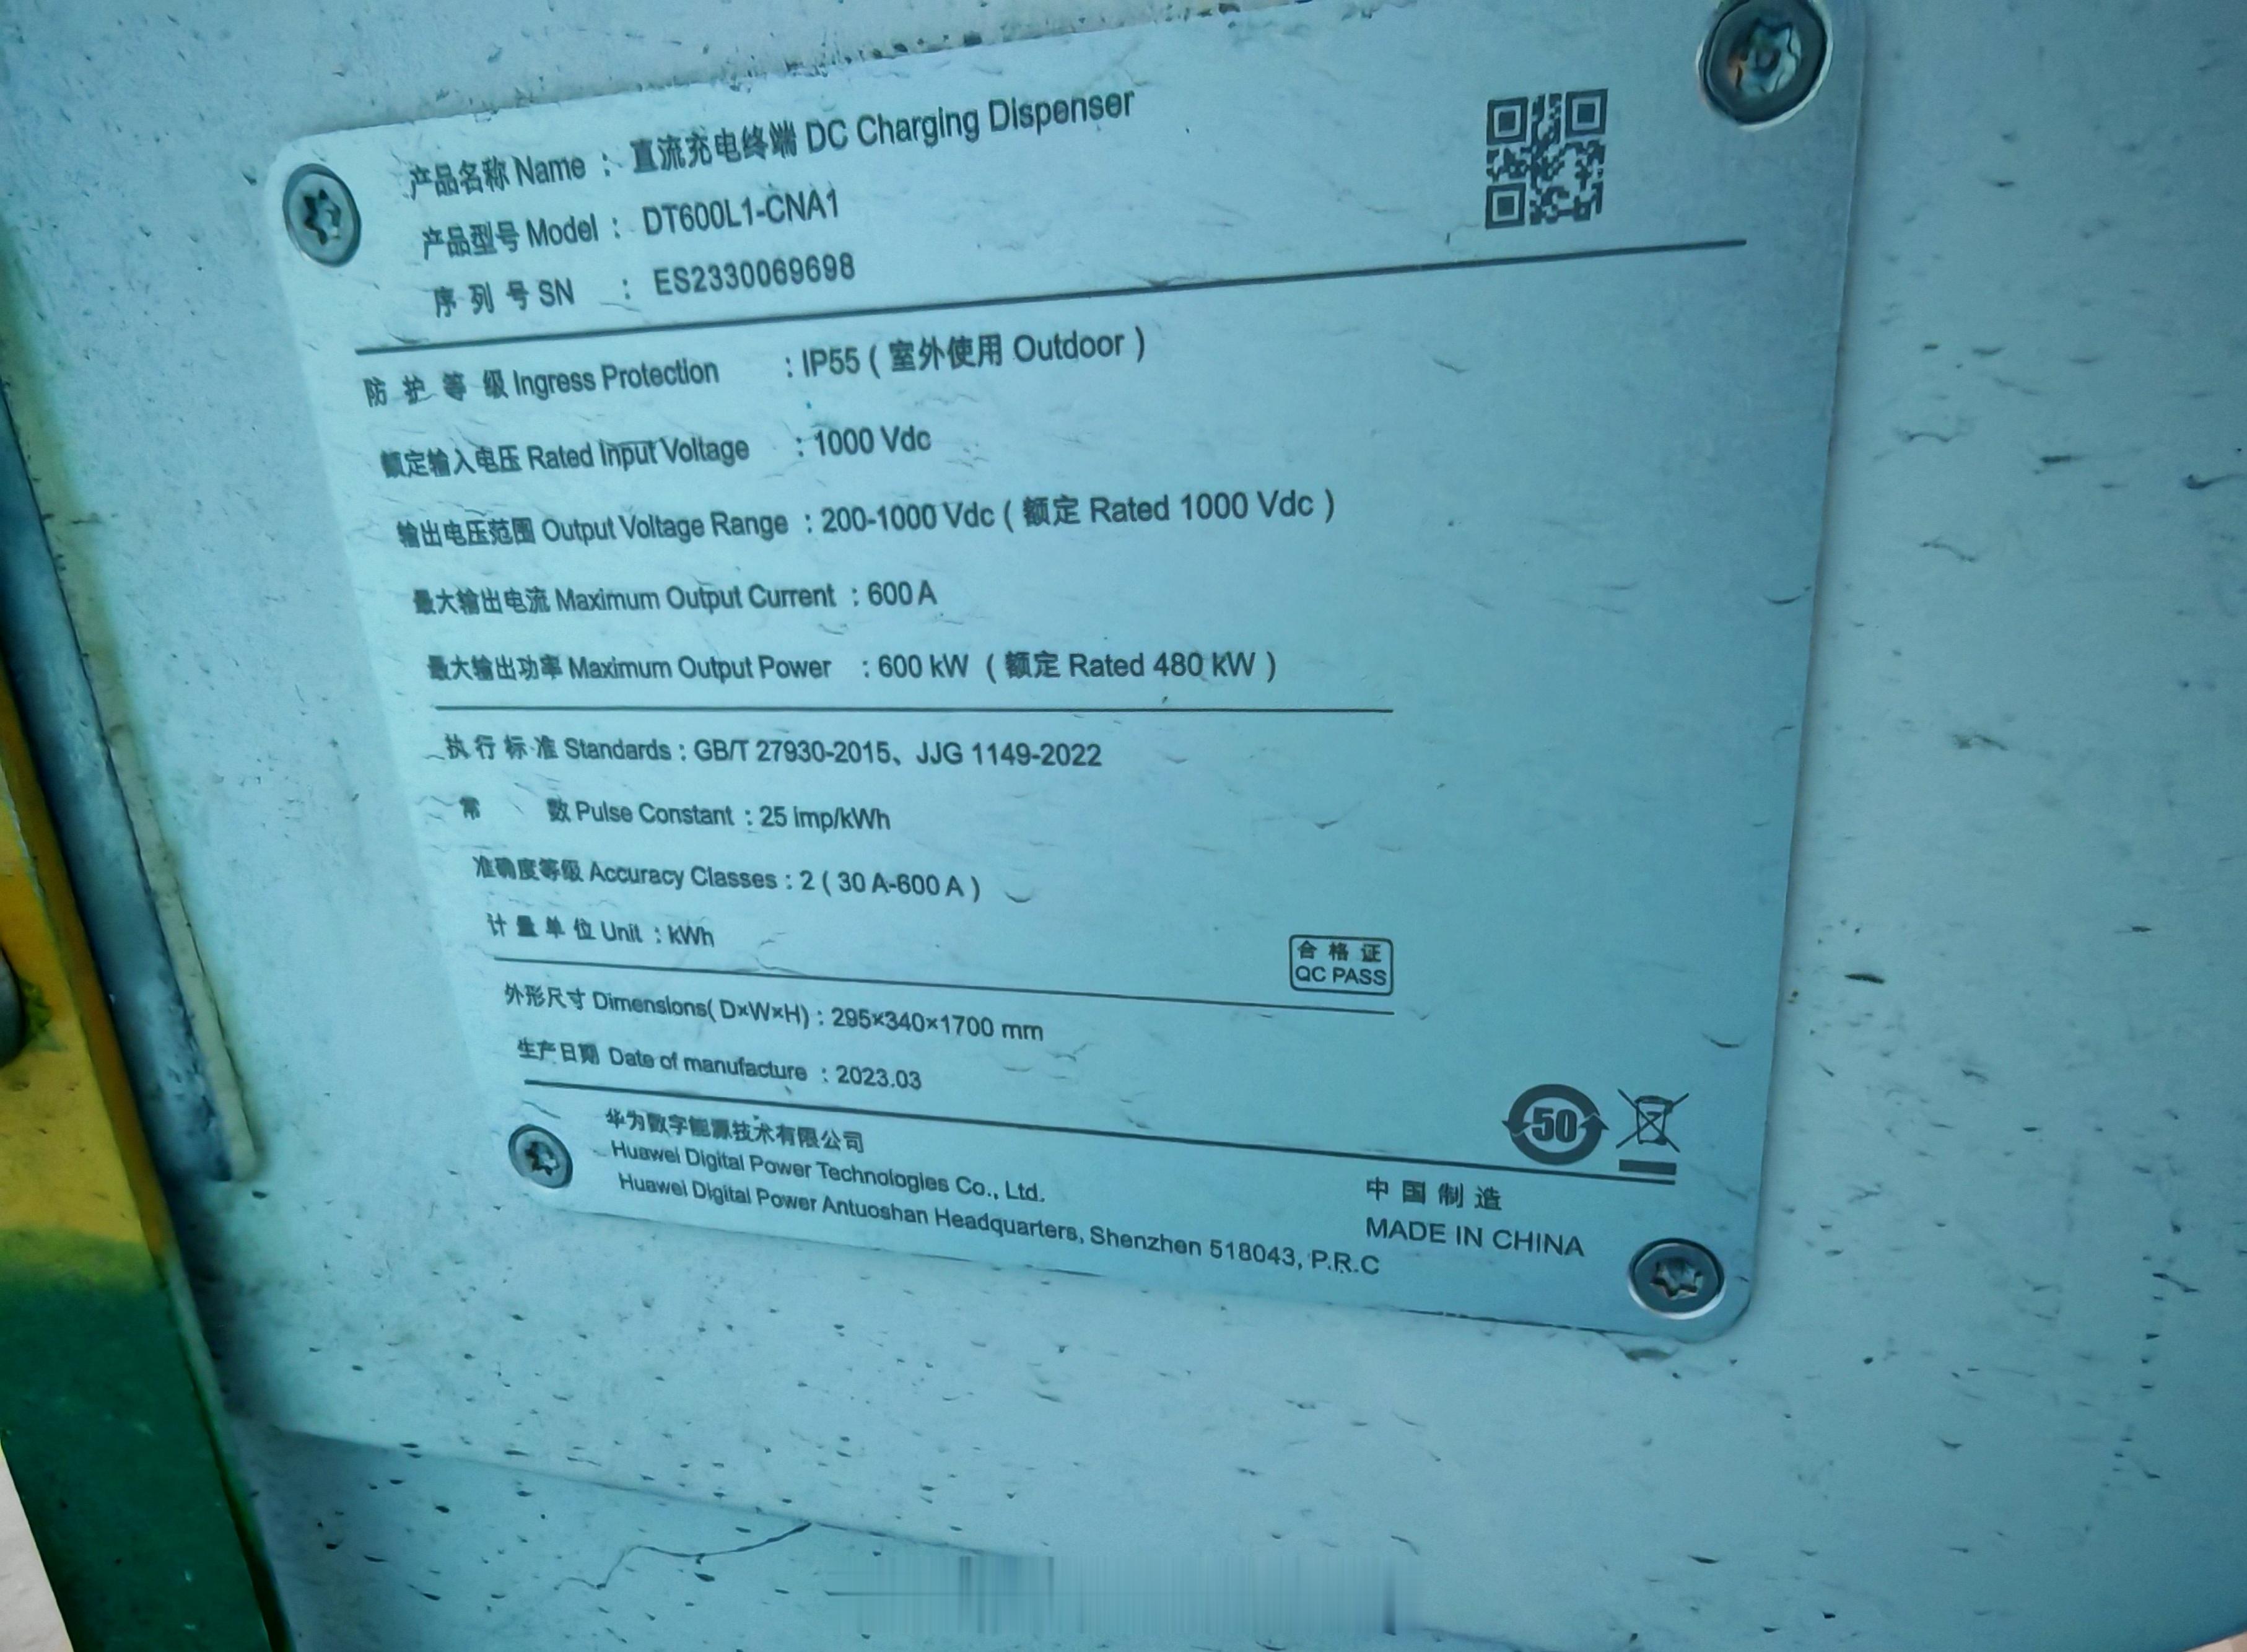 产品名称 Name : 直流充电终端 DC Charging Dispenser
产品型号 Model : DT600L1-CNA1
序列号 SN : ES2330069698
防护等级 Ingress Protection : IP55 ( 室外使用 Outdoor )
额定输入电压 Rated Input Voltage : 1000 Vdc
输出电压范围 Output Voltage Range : 200-1000 Vdc ( 额定 Rated 1000 Vdc )
最大输出电流 Maximum Output Current : 600 A
最大输出功率 Maximum Output Power : 600 kW ( 额定 Rated 480 kW )
执行标准 Standards : GB/T 27930-2015、JJG 1149-2022
常数 Pulse Constant : 25 imp/kWh
准确度等级 Accuracy Classes : 2 ( 30 A-600 A )
计量单位 Unit : kWh
合格证
QC PASS
外形尺寸 Dimensions( D×W×H) : 295×340×1700 mm
生产日期 Date of manufacture : 2023.03
50
华为数字能源技术有限公司
Huawei Digital Power Technologies Co., Ltd.
Huawei Digital Power Antuoshan Headquarters, Shenzhen 518043, P.R.C
中国制造
MADE IN CHINA